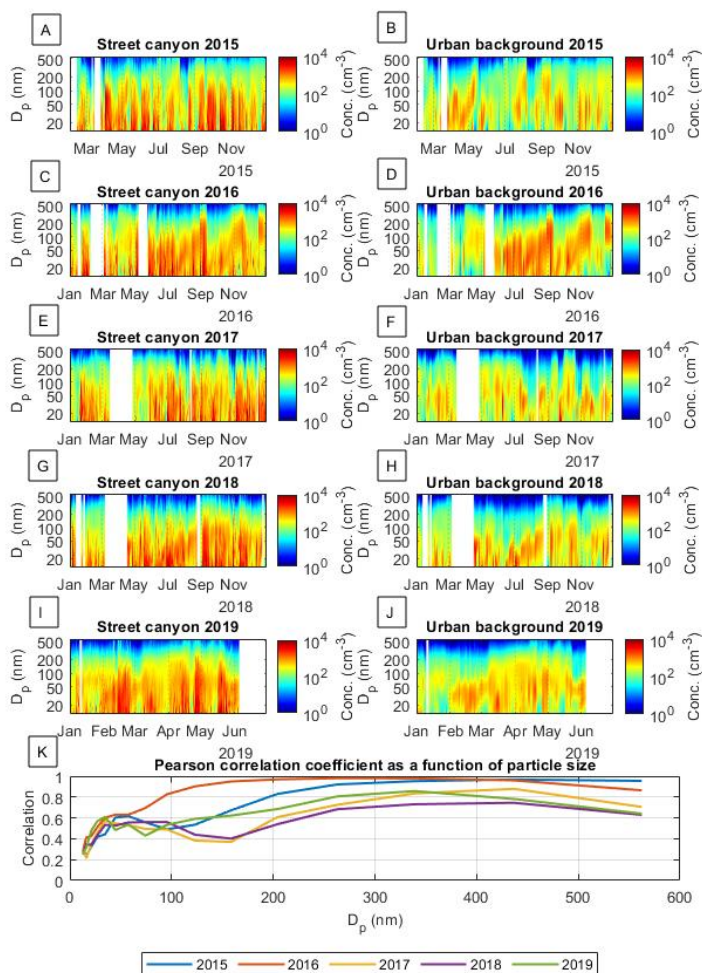 A
B
Street canyon 2015
Urban background 2015
500
200
100
50
20
D_p (nm)
Mar May Jul Sep Nov
2015
10^4
10^2
10^0
Conc. (cm^-3)
500
200
100
50
20
D_p (nm)
Mar May Jul Sep Nov
2015
10^4
10^2
10^0
Conc. (cm^-3)
C
D
Street canyon 2016
Urban background 2016
500
200
100
50
20
D_p (nm)
Jan Mar May Jul Sep Nov
2016
10^4
10^2
10^0
Conc. (cm^-3)
500
200
100
50
20
D_p (nm)
Jan Mar May Jul Sep Nov
2016
10^4
10^2
10^0
Conc. (cm^-3)
E
F
Street canyon 2017
Urban background 2017
500
200
100
50
20
D_p (nm)
Jan Mar May Jul Sep Nov
2017
10^4
10^2
10^0
Conc. (cm^-3)
500
200
100
50
20
D_p (nm)
Jan Mar May Jul Sep Nov
2017
10^4
10^2
10^0
Conc. (cm^-3)
G
H
Street canyon 2018
Urban background 2018
500
200
100
50
20
D_p (nm)
Jan Mar May Jul Sep Nov
2018
10^4
10^2
10^0
Conc. (cm^-3)
500
200
100
50
20
D_p (nm)
Jan Mar May Jul Sep Nov
2018
10^4
10^2
10^0
Conc. (cm^-3)
I
J
Street canyon 2019
Urban background 2019
500
200
100
50
20
D_p (nm)
Jan Feb Mar Apr May Jun
2019
10^4
10^2
10^0
Conc. (cm^-3)
500
200
100
50
20
D_p (nm)
Jan Feb Mar Apr May Jun
2019
10^4
10^2
10^0
Conc. (cm^-3)
K
Pearson correlation coefficient as a function of particle size
1
0.8
0.6
0.4
0.2
0
Correlation
0 100 200 300 400 500 600
D_p (nm)
2015 2016 2017 2018 2019